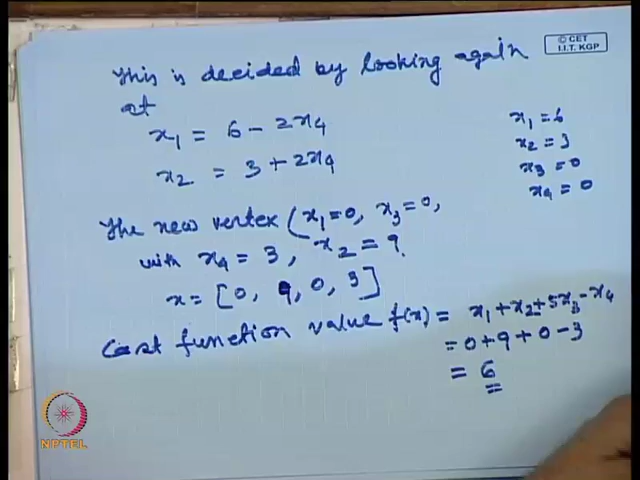 © CET
I.I.T. KGP
This is decided by looking again
at
x₁ = 6 - 2x₄
x₂ = 3 + 2x₄
x₁ = 6
x₂ = 3
x₃ = 0
x₄ = 0
The new vertex (x₁=0, x₃=0,
with x₄ = 3, x₂ = 9.
x = [0, 9, 0, 3]
Cost function value f(x) = x₁ + x₂ + 5x₃ - x₄
= 0 + 9 + 0 - 3
= 6
NPTEL